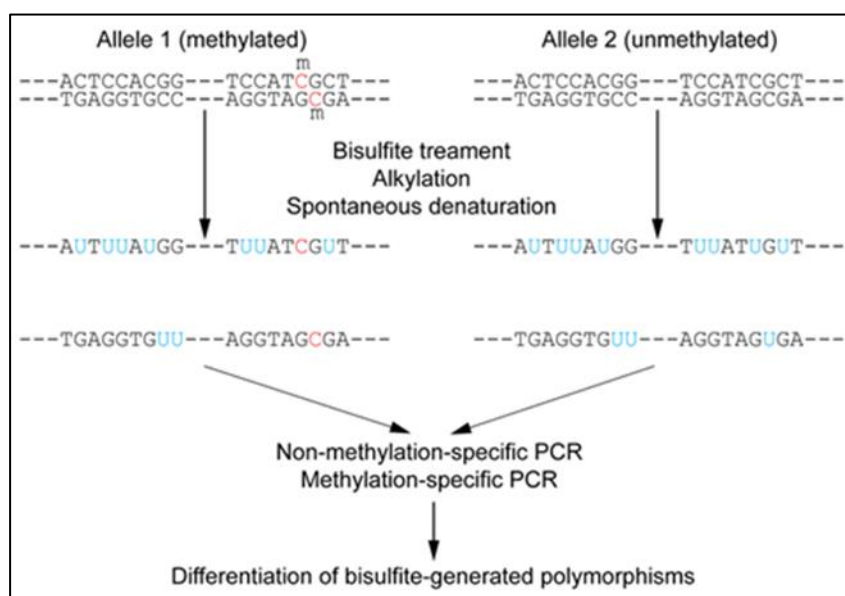 Allele 1 (methylated) Allele 2 (unmethylated)
m
---ACTCCACGG---TCCATCGCT--- ---ACTCCACGG---TCCATCGCT---
TGAGGTGCC---AGGTAGCGA TGAGGTGCC---AGGTAGCGA
m
Bisulfite treament
Alkylation
Spontaneous denaturation
---AUTUUAUGG---TUUATCGUT--- ---AUTUUAUGG---TUUATUGUT---
---TGAGGTGUU---AGGTAGCGA--- ---TGAGGTGUU---AGGTAGUGA---
Non-methylation-specific PCR
Methylation-specific PCR
Differentiation of bisulfite-generated polymorphisms